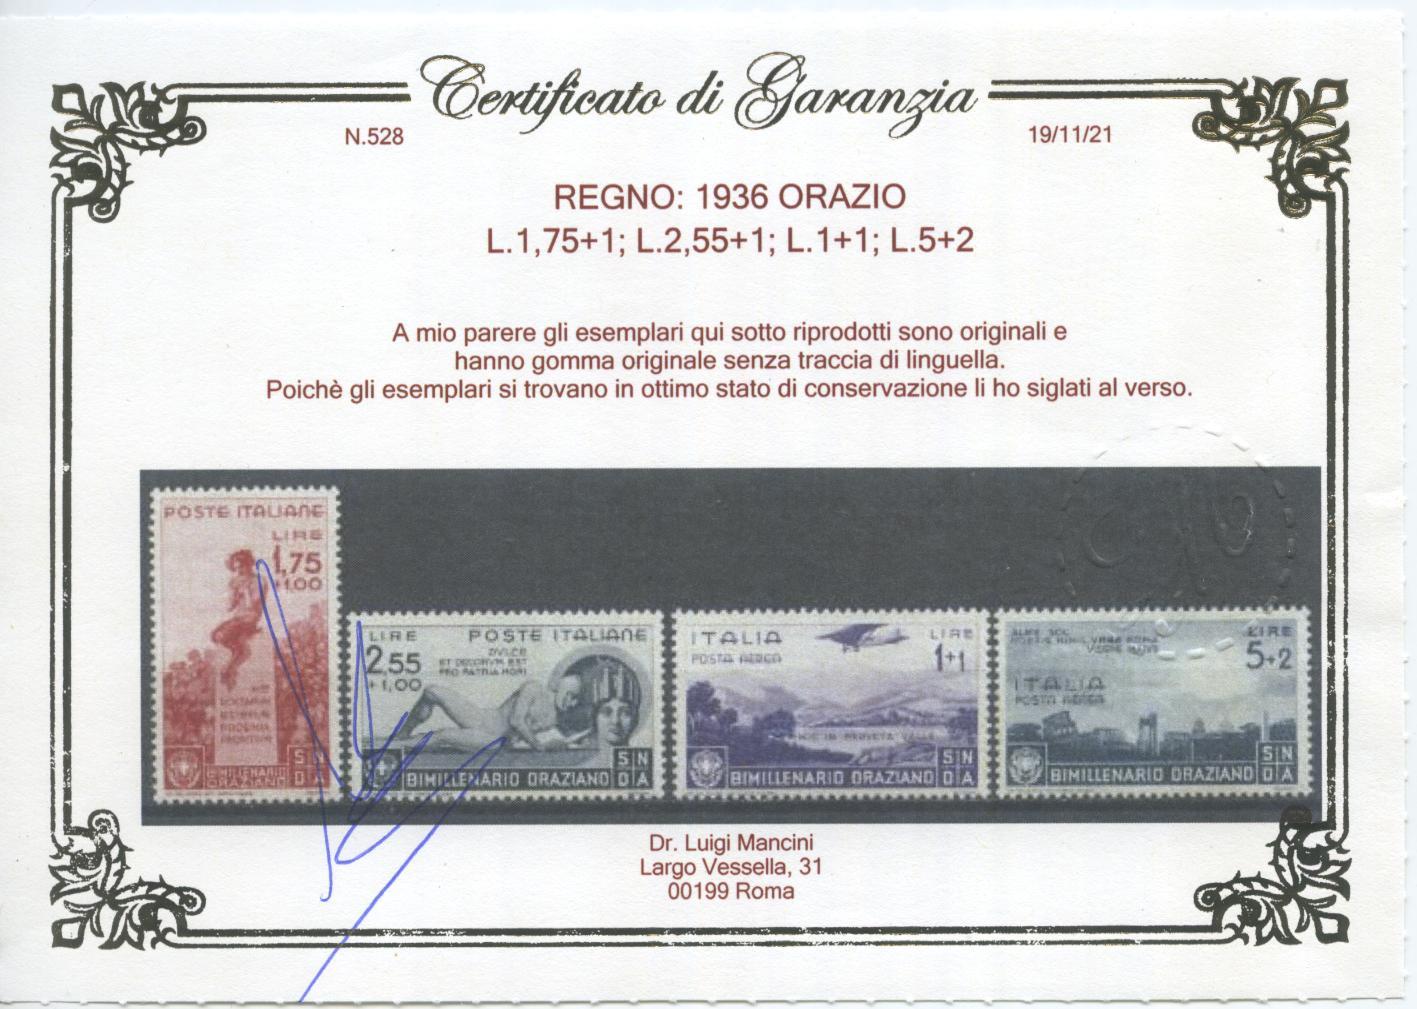 Certificato di Garanzia
N.528
19/11/21
REGNO: 1936 ORAZIO
L.1,75+1; L.2,55+1; L.1+1; L.5+2
A mio parere gli esemplari qui sotto riprodotti sono originali e
hanno gomma originale senza traccia di linguella.
Poichè gli esemplari si trovano in ottimo stato di conservazione li ho siglati al verso.
POSTE ITALIANE
LIRE
1,75
+1.00
BIMILLENARIO
ORAZIANO
S N
D A
LIRE POSTE ITALIANE
2,55
+1,00
DVLCE
ET DECORVM EST
PRO PATRIA MORI
BIMILLENARIO ORAZIANO
S N
D A
ITALIA LIRE
POSTA AEREA 1+1
BIMILLENARIO ORAZIANO
S N
D A
ALME SOL
LIRE
5+2
ITALIA
POSTA AEREA
BIMILLENARIO ORAZIANO
S N
D A
Dr. Luigi Mancini
Largo Vessella, 31
00199 Roma